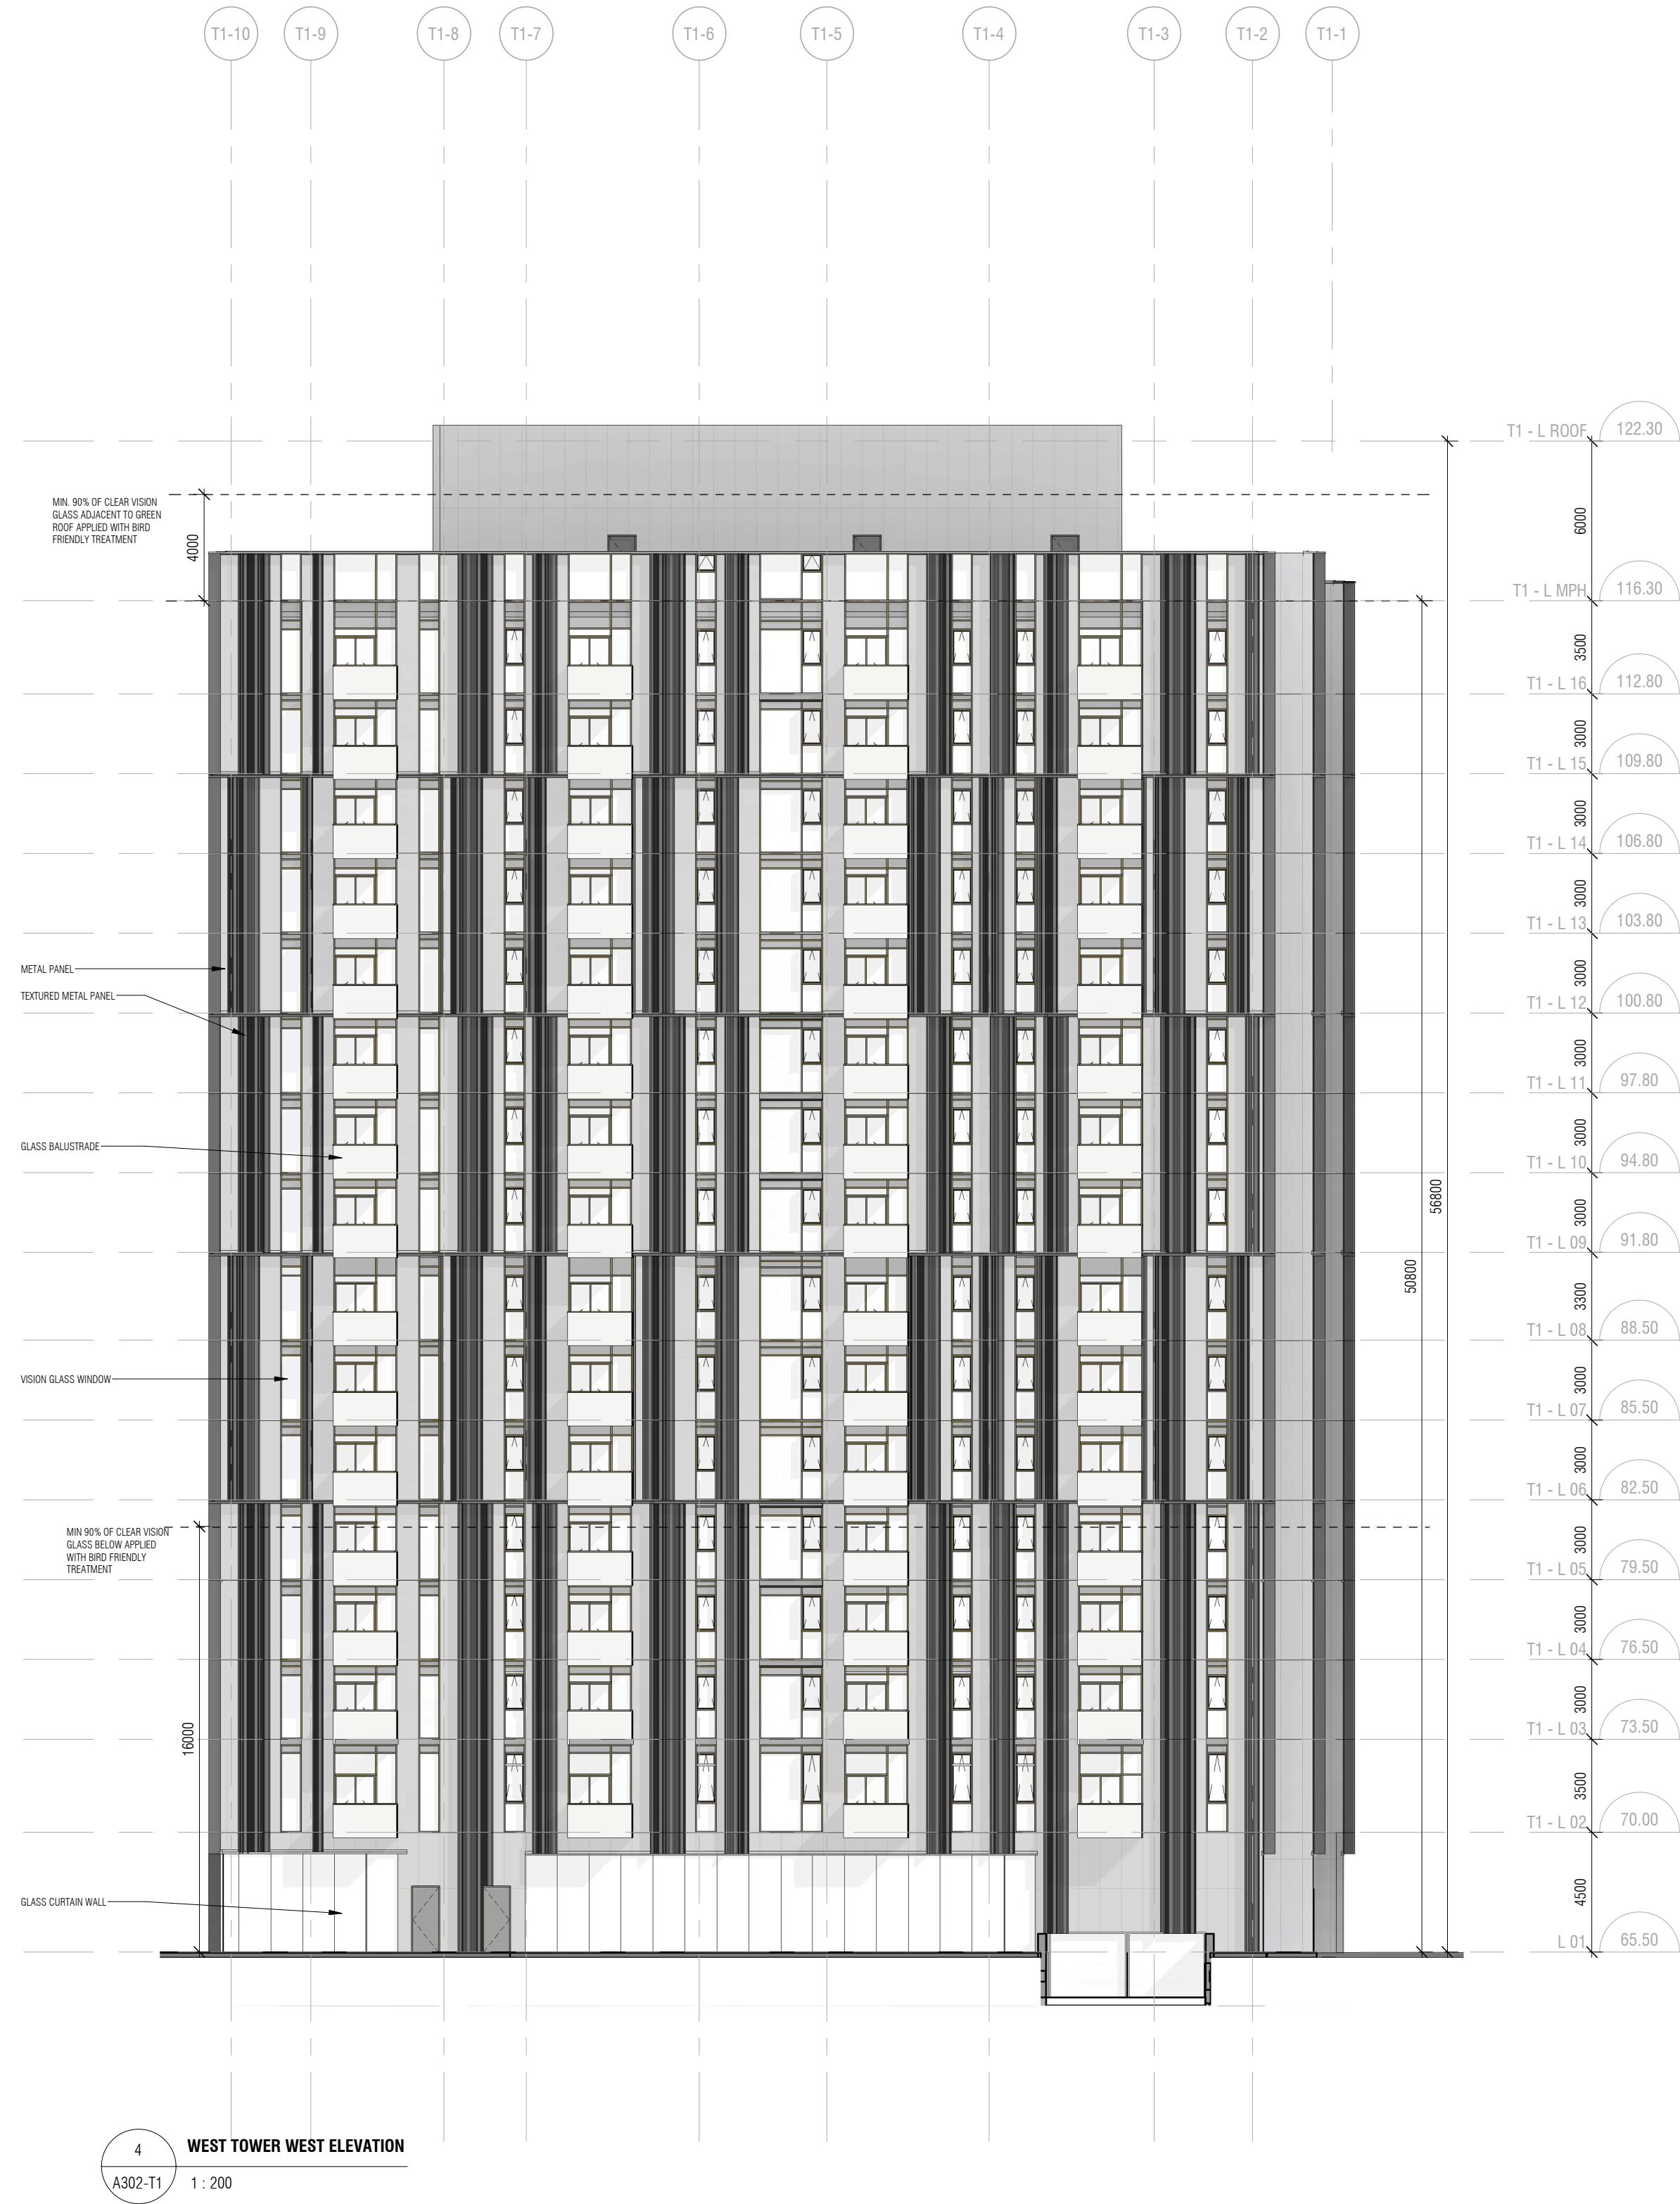 T1-10 T1-9 T1-8 T1-7 T1-6 T1-5 T1-4 T1-3 T1-2 T1-1
T1 - L ROOF 122.30
MIN. 90% OF CLEAR VISION
GLASS ADJACENT TO GREEN
ROOF APPLIED WITH BIRD
FRIENDLY TREATMENT
4000
6000
T1 - L MPH 116.30
3500
T1 - L 16 112.80
3000
T1 - L 15 109.80
3000
T1 - L 14 106.80
3000
T1 - L 13 103.80
METAL PANEL
3000
TEXTURED METAL PANEL
T1 - L 12 100.80
3000
T1 - L 11 97.80
3000
GLASS BALUSTRADE
T1 - L 10 94.80
56800
3000
T1 - L 09 91.80
50800
3300
T1 - L 08 88.50
VISION GLASS WINDOW
3000
T1 - L 07 85.50
3000
T1 - L 06 82.50
MIN 90% OF CLEAR VISION
GLASS BELOW APPLIED
WITH BIRD FRIENDLY
TREATMENT
3000
T1 - L 05 79.50
3000
T1 - L 04 76.50
3000
T1 - L 03 73.50
16000
3500
T1 - L 02 70.00
GLASS CURTAIN WALL
4500
L 01 65.50
4 WEST TOWER WEST ELEVATION
A302-T1 1 : 200